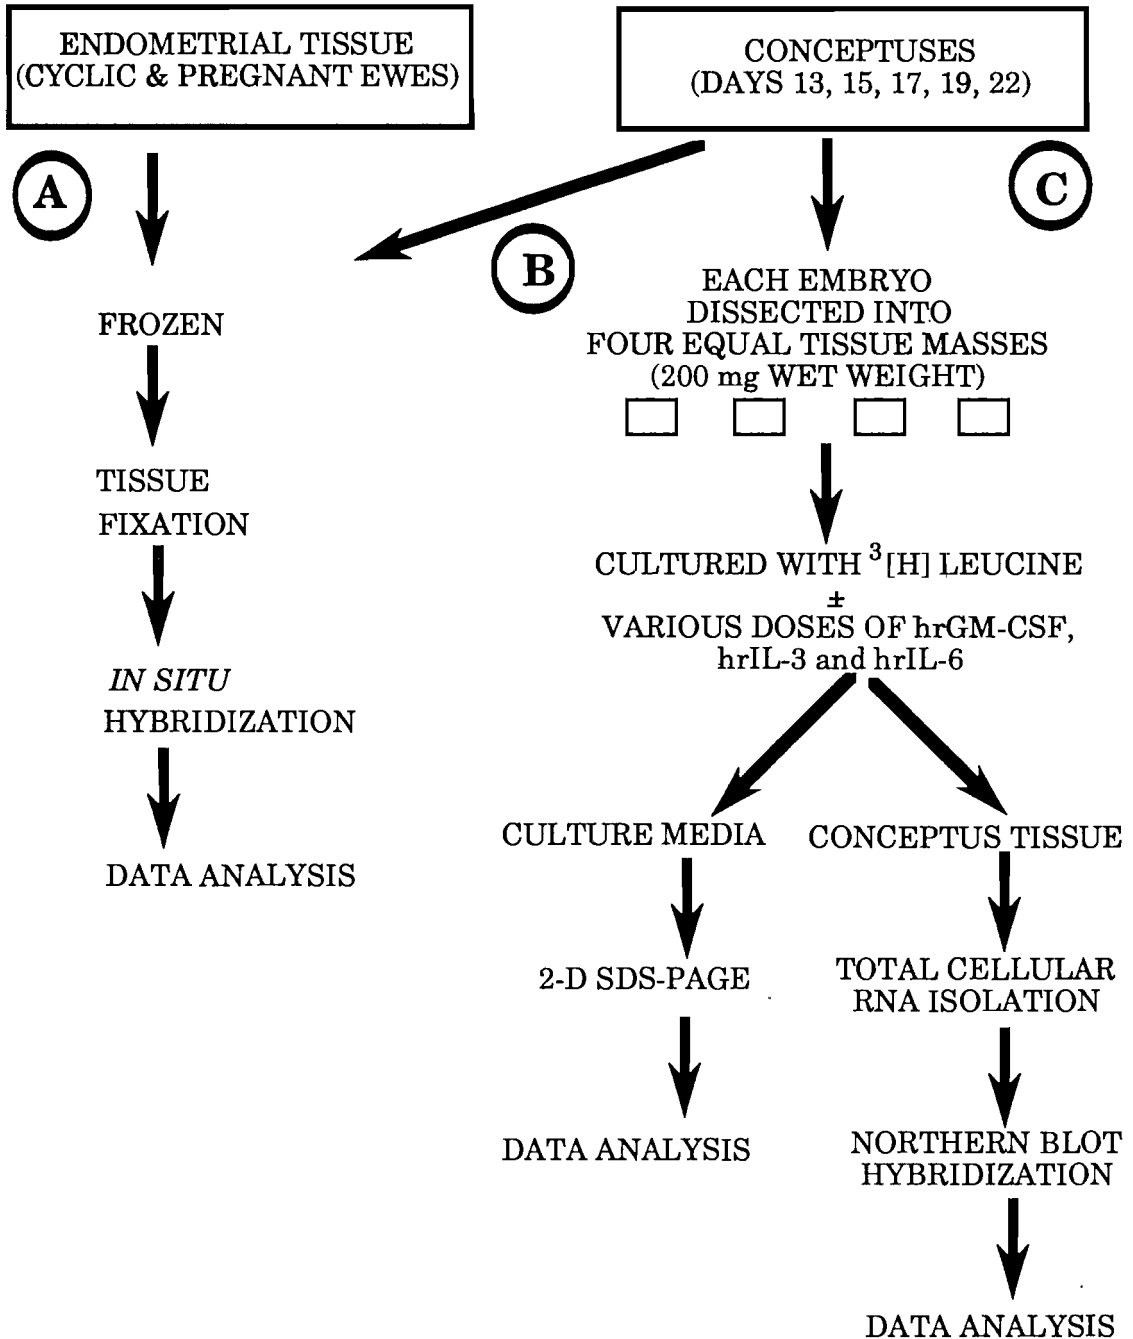 ENDOMETRIAL TISSUE
(CYCLIC & PREGNANT EWES)
CONCEPTUSES
(DAYS 13, 15, 17, 19, 22)
A
B
C
FROZEN
TISSUE
FIXATION
IN SITU
HYBRIDIZATION
DATA ANALYSIS
EACH EMBRYO
DISSECTED INTO
FOUR EQUAL TISSUE MASSES
(200 mg WET WEIGHT)
CULTURED WITH ³[H] LEUCINE
±
VARIOUS DOSES OF hrGM-CSF,
hrIL-3 and hrIL-6
CULTURE MEDIA
2-D SDS-PAGE
DATA ANALYSIS
CONCEPTUS TISSUE
TOTAL CELLULAR
RNA ISOLATION
NORTHERN BLOT
HYBRIDIZATION
DATA ANALYSIS